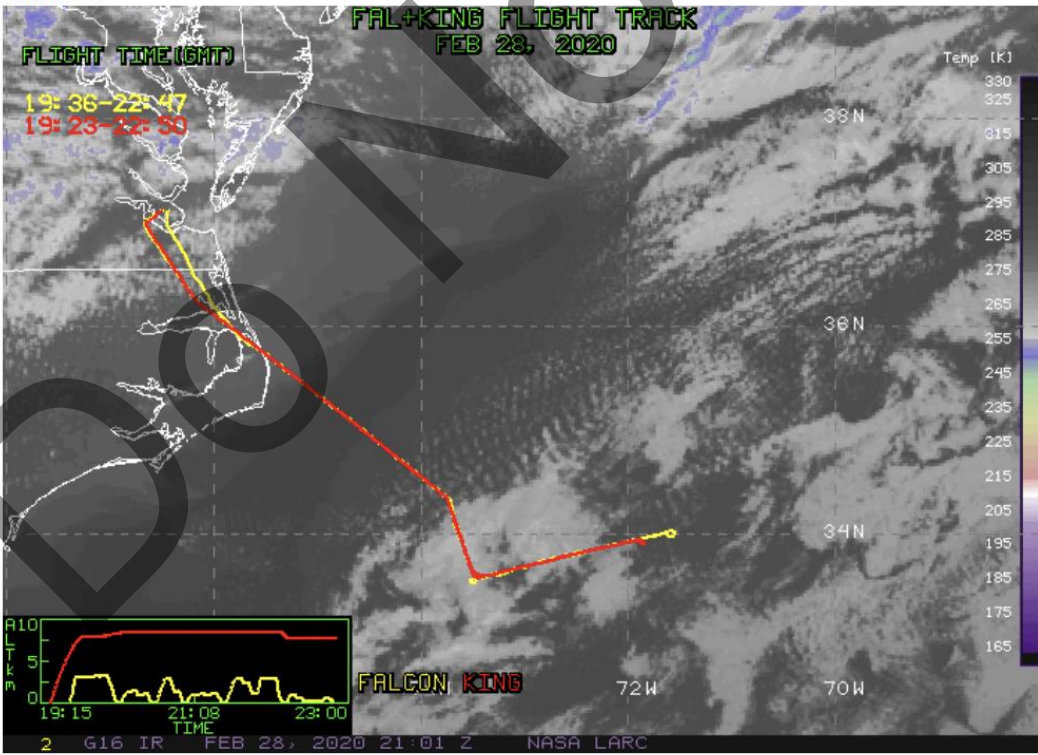 FAL+KING FLIGHT TRACK
FEB 28, 2020
FLIGHT TIME(GMT)
19:36-22:47
19:23-22:50
Temp [K]
330
325
315
305
295
285
275
265
255
245
235
225
215
205
195
185
175
165
38N
36N
34N
72W
70W
ALT km
10
5
0
19:15 21:08 23:00
TIME
FALCON KING
2 G16 IR FEB 28, 2020 21:01 Z NASA LARC